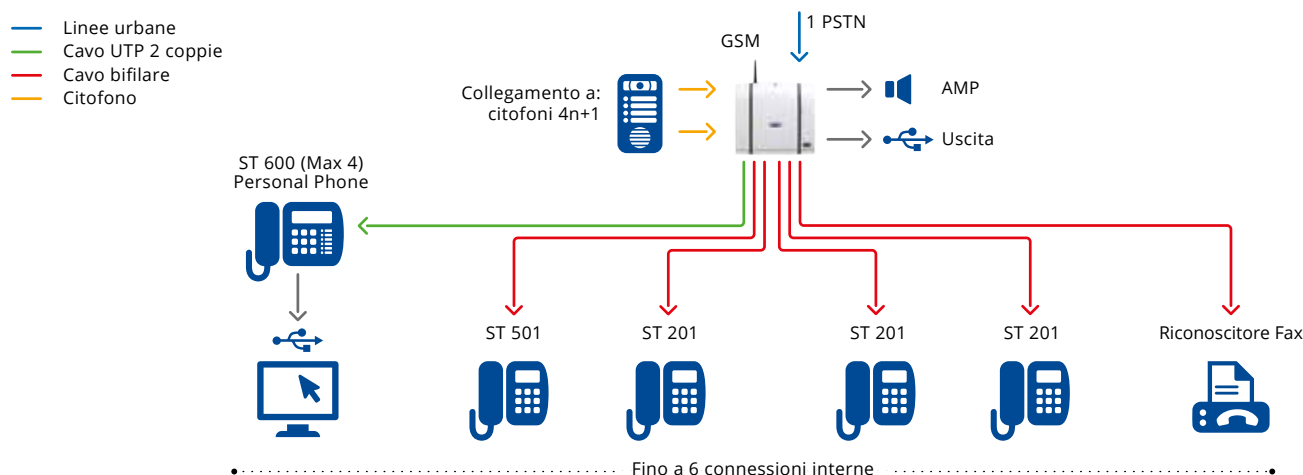 Linee urbane
Cavo UTP 2 coppie
Cavo bifilare
Citofono
1 PSTN
GSM
Collegamento a:
citofoni 4n+1
AMP
Uscita
ST 600 (Max 4)
Personal Phone
ST 501
ST 201
ST 201
ST 201
Riconoscitore Fax
Fino a 6 connessioni interne